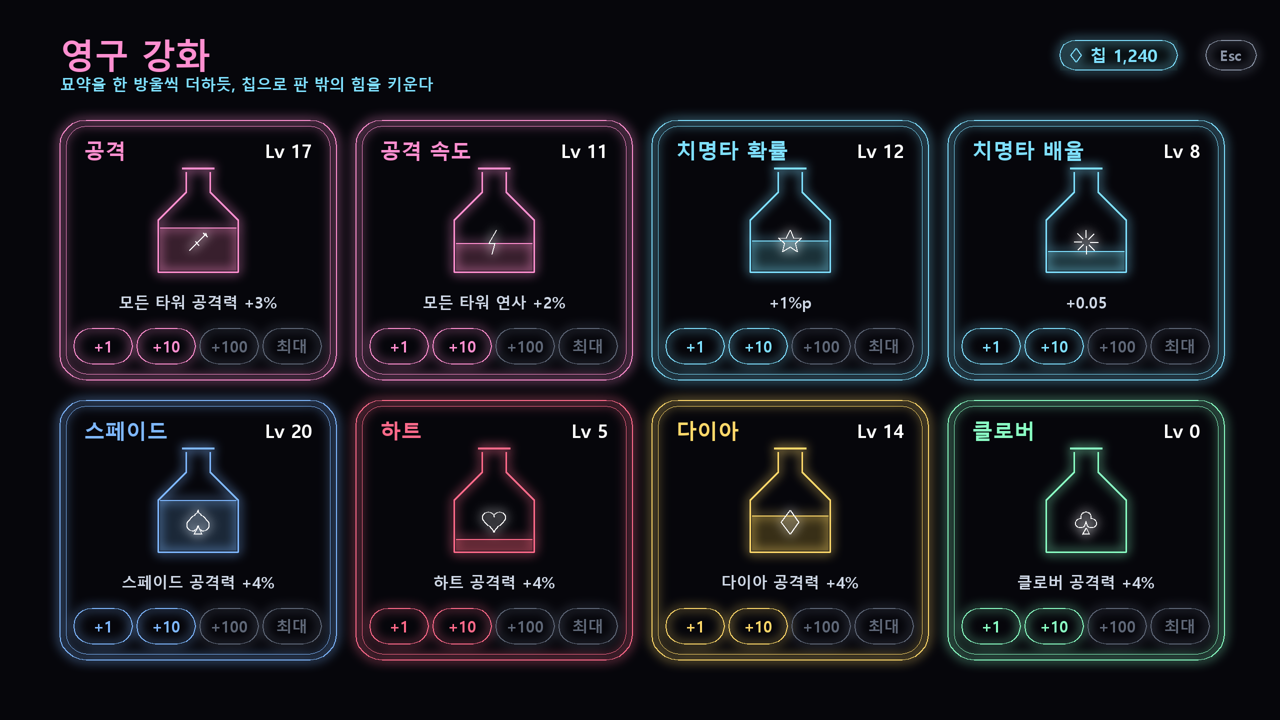 영구 강화
칩 1,240
Esc
묘약을 한 방울씩 더하듯, 칩으로 판 밖의 힘을 키운다
공격 Lv 17
모든 타워 공격력 +3%
+1 +10 +100 최대
공격 속도 Lv 11
모든 타워 연사 +2%
+1 +10 +100 최대
치명타 확률 Lv 12
+1%p
+1 +10 +100 최대
치명타 배율 Lv 8
+0.05
+1 +10 +100 최대
스페이드 Lv 20
스페이드 공격력 +4%
+1 +10 +100 최대
하트 Lv 5
하트 공격력 +4%
+1 +10 +100 최대
다이아 Lv 14
다이아 공격력 +4%
+1 +10 +100 최대
클로버 Lv 0
클로버 공격력 +4%
+1 +10 +100 최대